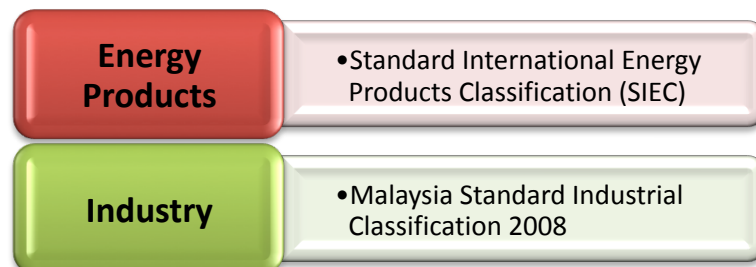 Energy
Products
•Standard International Energy
Products Classification (SIEC)
Industry
•Malaysia Standard Industrial
Classification 2008